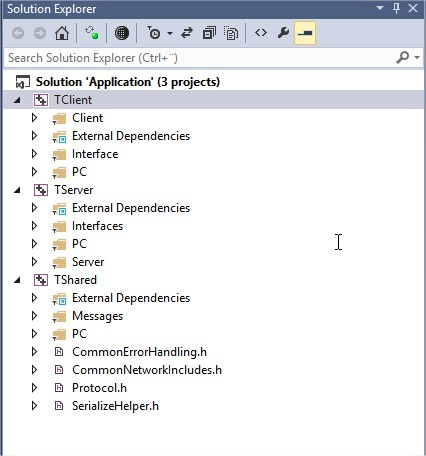 Solution Explorer
Search Solution Explorer (Ctrl+¨)
Solution 'Application' (3 projects)
TClient
Client
External Dependencies
Interface
PC
TServer
External Dependencies
Interfaces
PC
Server
TShared
External Dependencies
Messages
PC
CommonErrorHandling.h
CommonNetworkIncludes.h
Protocol.h
SerializeHelper.h